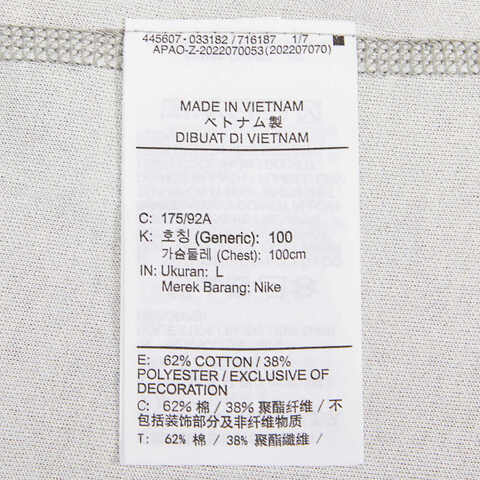 445607-033182 / 716187 1/7
APAO-Z-2022070053 (202207070)
MADE IN VIETNAM
ベトナム製
DIBUAT DI VIETNAM
C: 175/92A
K: 호칭 (Generic): 100
가슴둘레 (Chest): 100cm
IN: Ukuran: L
Merek Barang: Nike
E: 62% COTTON / 38%
POLYESTER / EXCLUSIVE OF
DECORATION
C: 62% 棉 / 38% 聚酯纤维 / 不
包括装饰部分及非纤维物质
T: 62% 棉 / 38% 聚酯纖維 /